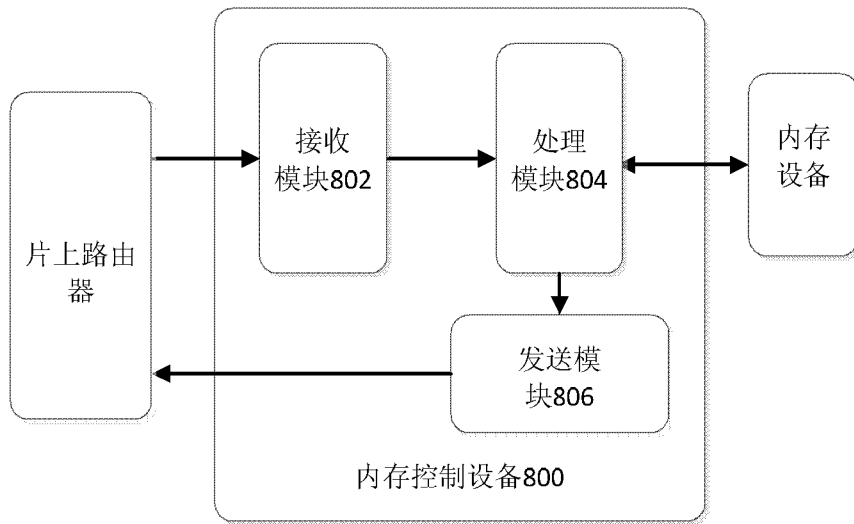 片上路由
器
接收
模块802
处理
模块804
内存
设备
发送模
块806
内存控制设备800